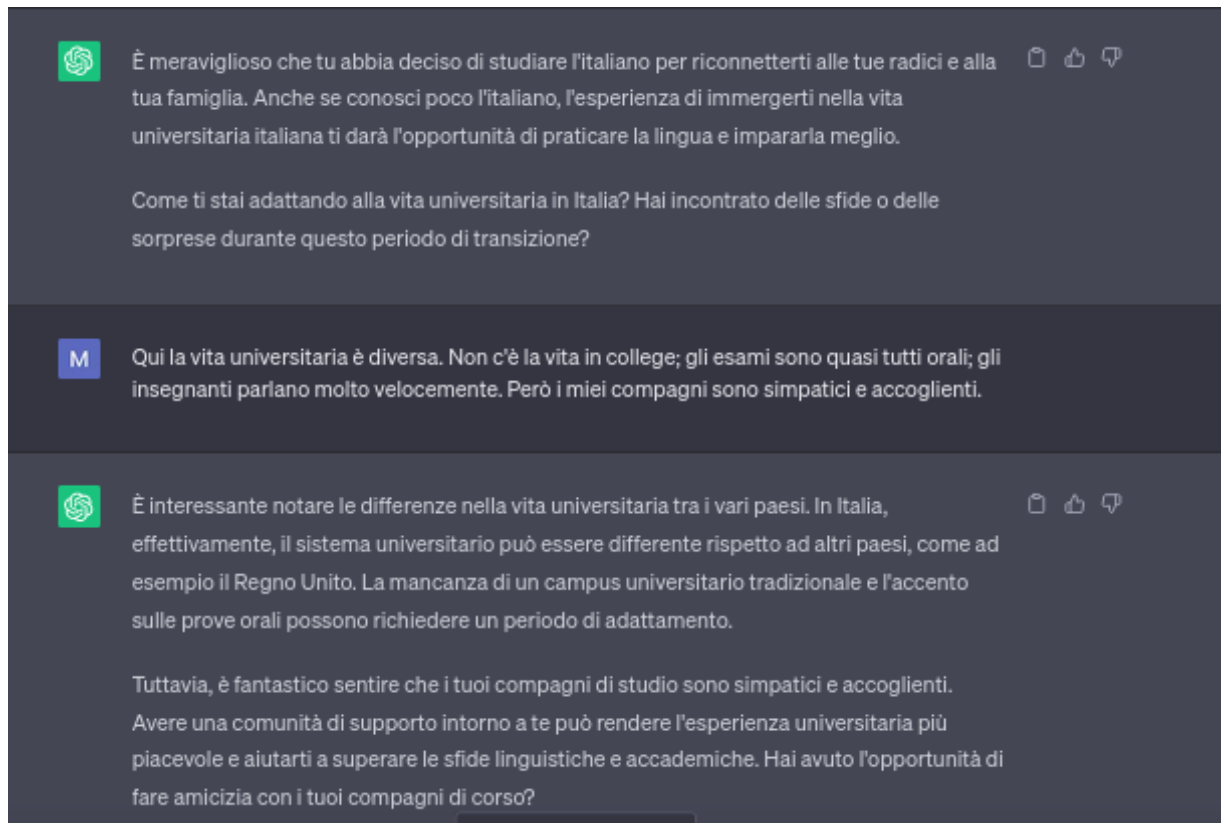 È meraviglioso che tu abbia deciso di studiare l'italiano per riconnetterti alle tue radici e alla
tua famiglia. Anche se conosci poco l'italiano, l'esperienza di immergerti nella vita
universitaria italiana ti darà l'opportunità di praticare la lingua e impararla meglio.
Come ti stai adattando alla vita universitaria in Italia? Hai incontrato delle sfide o delle
sorprese durante questo periodo di transizione?
M
Qui la vita universitaria è diversa. Non c'è la vita in college; gli esami sono quasi tutti orali; gli
insegnanti parlano molto velocemente. Però i miei compagni sono simpatici e accoglienti.
È interessante notare le differenze nella vita universitaria tra i vari paesi. In Italia,
effettivamente, il sistema universitario può essere differente rispetto ad altri paesi, come ad
esempio il Regno Unito. La mancanza di un campus universitario tradizionale e l'accento
sulle prove orali possono richiedere un periodo di adattamento.
Tuttavia, è fantastico sentire che i tuoi compagni di studio sono simpatici e accoglienti.
Avere una comunità di supporto intorno a te può rendere l'esperienza universitaria più
piacevole e aiutarti a superare le sfide linguistiche e accademiche. Hai avuto l'opportunità di
fare amicizia con i tuoi compagni di corso?